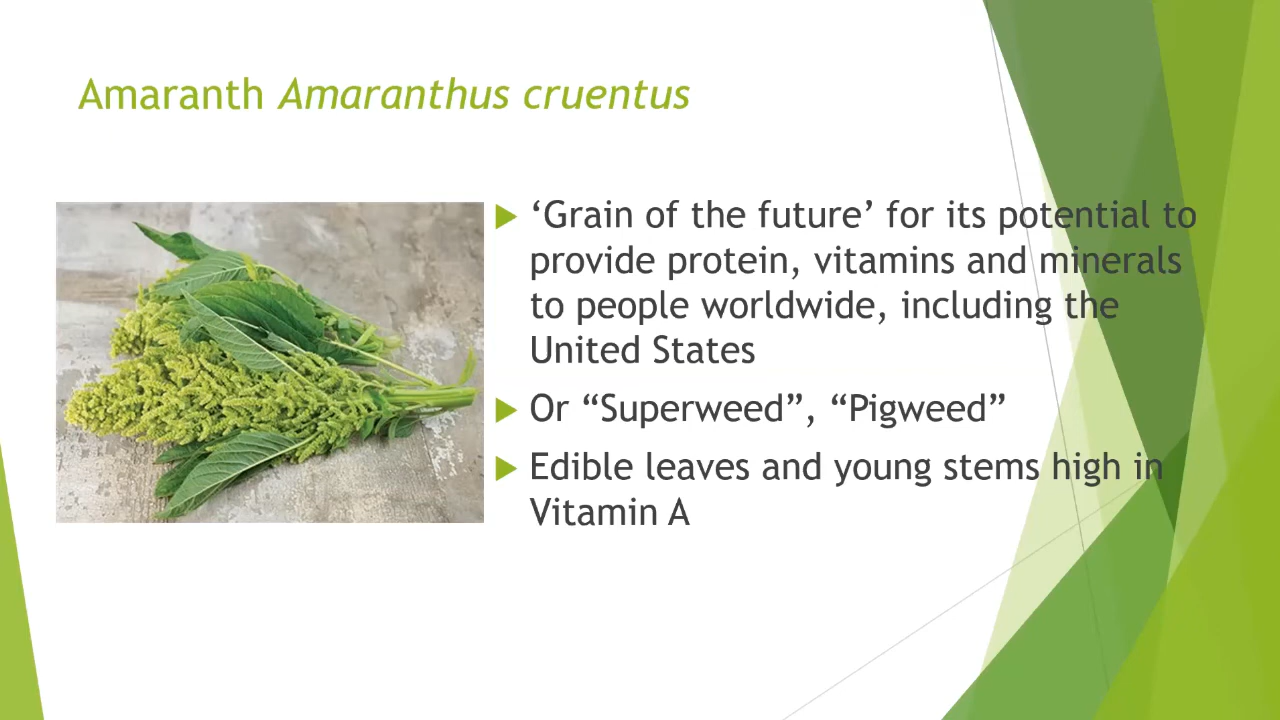 Amaranth Amaranthus cruentus
‘Grain of the future’ for its potential to
provide protein, vitamins and minerals
to people worldwide, including the
United States
Or “Superweed”, “Pigweed”
Edible leaves and young stems high in
Vitamin A